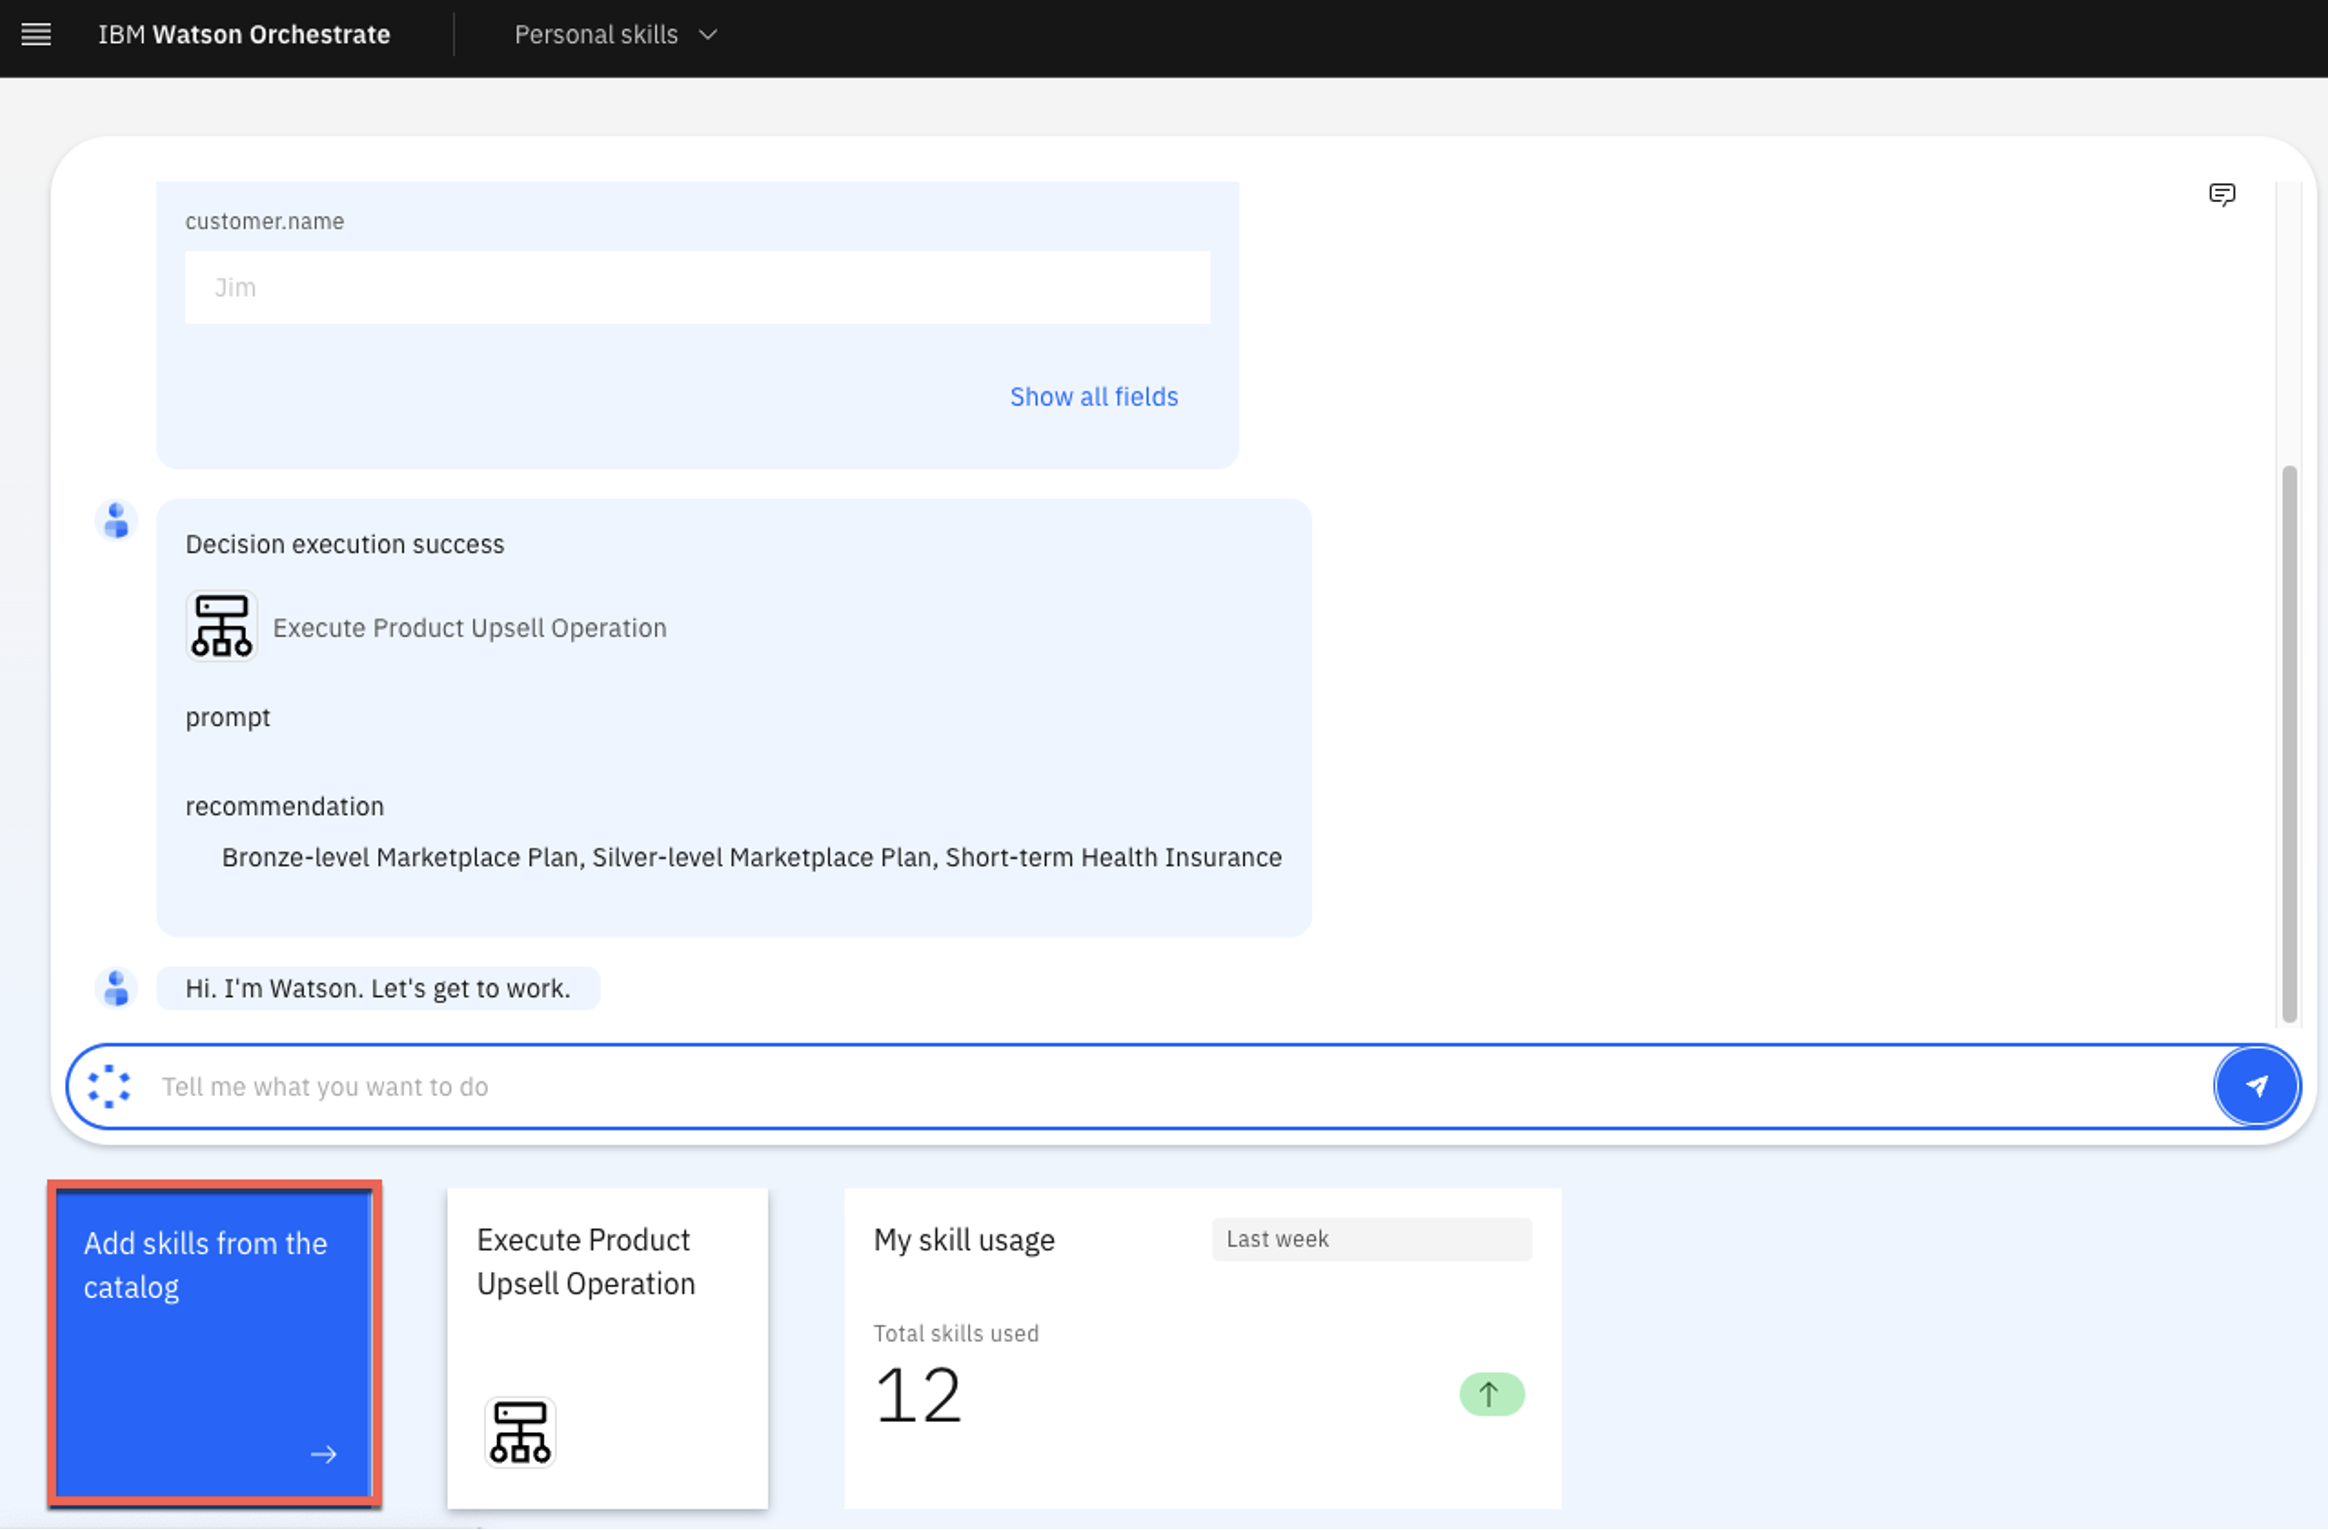 IBM Watson Orchestrate
Personal skills
customer.name
Jim
Show all fields
Decision execution success
Execute Product Upsell Operation
prompt
recommendation
Bronze-level Marketplace Plan, Silver-level Marketplace Plan, Short-term Health Insurance
Hi. I'm Watson. Let's get to work.
Tell me what you want to do
Add skills from the
catalog
Execute Product
Upsell Operation
My skill usage
Last week
Total skills used
12